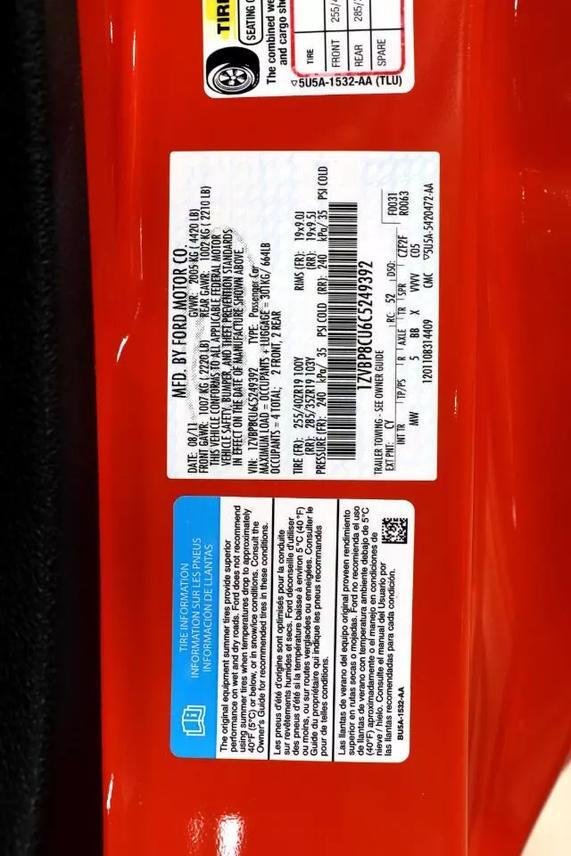 TIRE
SEATING
The combined we
and cargo sh
TIRE
FRONT 255/4
REAR 285/3
SPARE
▽5U5A-1532-AA (TLU)
MFD. BY FORD MOTOR CO.
DATE: 08/11 GVWR: 2005 KG ( 4420 LB)
FRONT GAWR: 1007 KG ( 2220 LB) REAR GAWR: 1002 KG ( 2210 LB)
THIS VEHICLE CONFORMS TO ALL APPLICABLE FEDERAL MOTOR
VEHICLE SAFETY, BUMPER, AND THEFT PREVENTION STANDARDS
IN EFFECT ON THE DATE OF MANUFACTURE SHOWN ABOVE.
VIN: 1ZVBP8CU6C5249392 TYPE: Passenger Car
MAXIMUM LOAD = OCCUPANTS + LUGGAGE = 301KG/ 664LB
OCCUPANTS = 4 TOTAL; 2 FRONT, 2 REAR
TIRE (FR): 255/40ZR19 100Y RIMS (FR): 19x9.0J
(RR): 285/35ZR19 103Y (RR): 19x9.5J
PRESSURE (FR): 240 kPa/ 35 PSI COLD (RR): 240 kPa/ 35 PSI COLD
1ZVBP8CU6C5249392
TRAILER TOWING - SEE OWNER GUIDE
EXT PNT: CY RC: 52 DSO: F0031
R0063
INT TR TP/PS R AXLE TR SPR C2E2F
MW 5 BB X VVVV C05
1201108314409 CMC ▽5U5A-5420472-AA
TIRE INFORMATION
INFORMATION SUR LES PNEUS
INFORMACIÓN DE LLANTAS
The original equipment summer tires provide superior
performance on wet and dry roads. Ford does not recommend
using summer tires when temperatures drop to approximately
40°F (5°C) or below, or in snow/ice conditions. Consult the
Owner's Guide for recommended tires in these conditions.
Les pneus d'été d'origine sont optimisés pour la conduite
sur revêtements humides et secs. Ford déconseille d'utiliser
des pneus d'été si la température baisse à environ 5°C (40°F)
ou moins, ou sur routes verglacées ou enneigées. Consulter le
Guide du propriétaire qui indique les pneus recommandés
pour de telles conditions.
Las llantas de verano del equipo original proveen rendimiento
superior en rutas secas o mojadas. Ford no recomienda el uso
de llantas de verano con temperatura ambiente debajo de 5°C
(40°F) aproximadamente o el manejo en condiciones de
nieve / hielo. Consulte el manual del Usuario por
las llantas recomendadas para cada condición.
BU5A-1532-AA